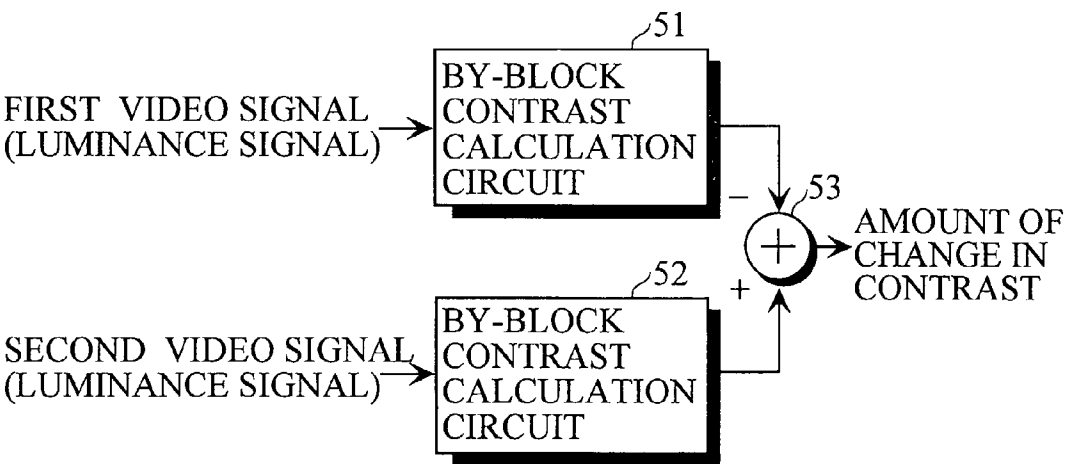 51
BY-BLOCK
CONTRAST
CALCULATION
CIRCUIT
FIRST VIDEO SIGNAL
(LUMINANCE SIGNAL)
−
53
+
AMOUNT OF
CHANGE IN
CONTRAST
+
52
BY-BLOCK
CONTRAST
CALCULATION
CIRCUIT
SECOND VIDEO SIGNAL
(LUMINANCE SIGNAL)